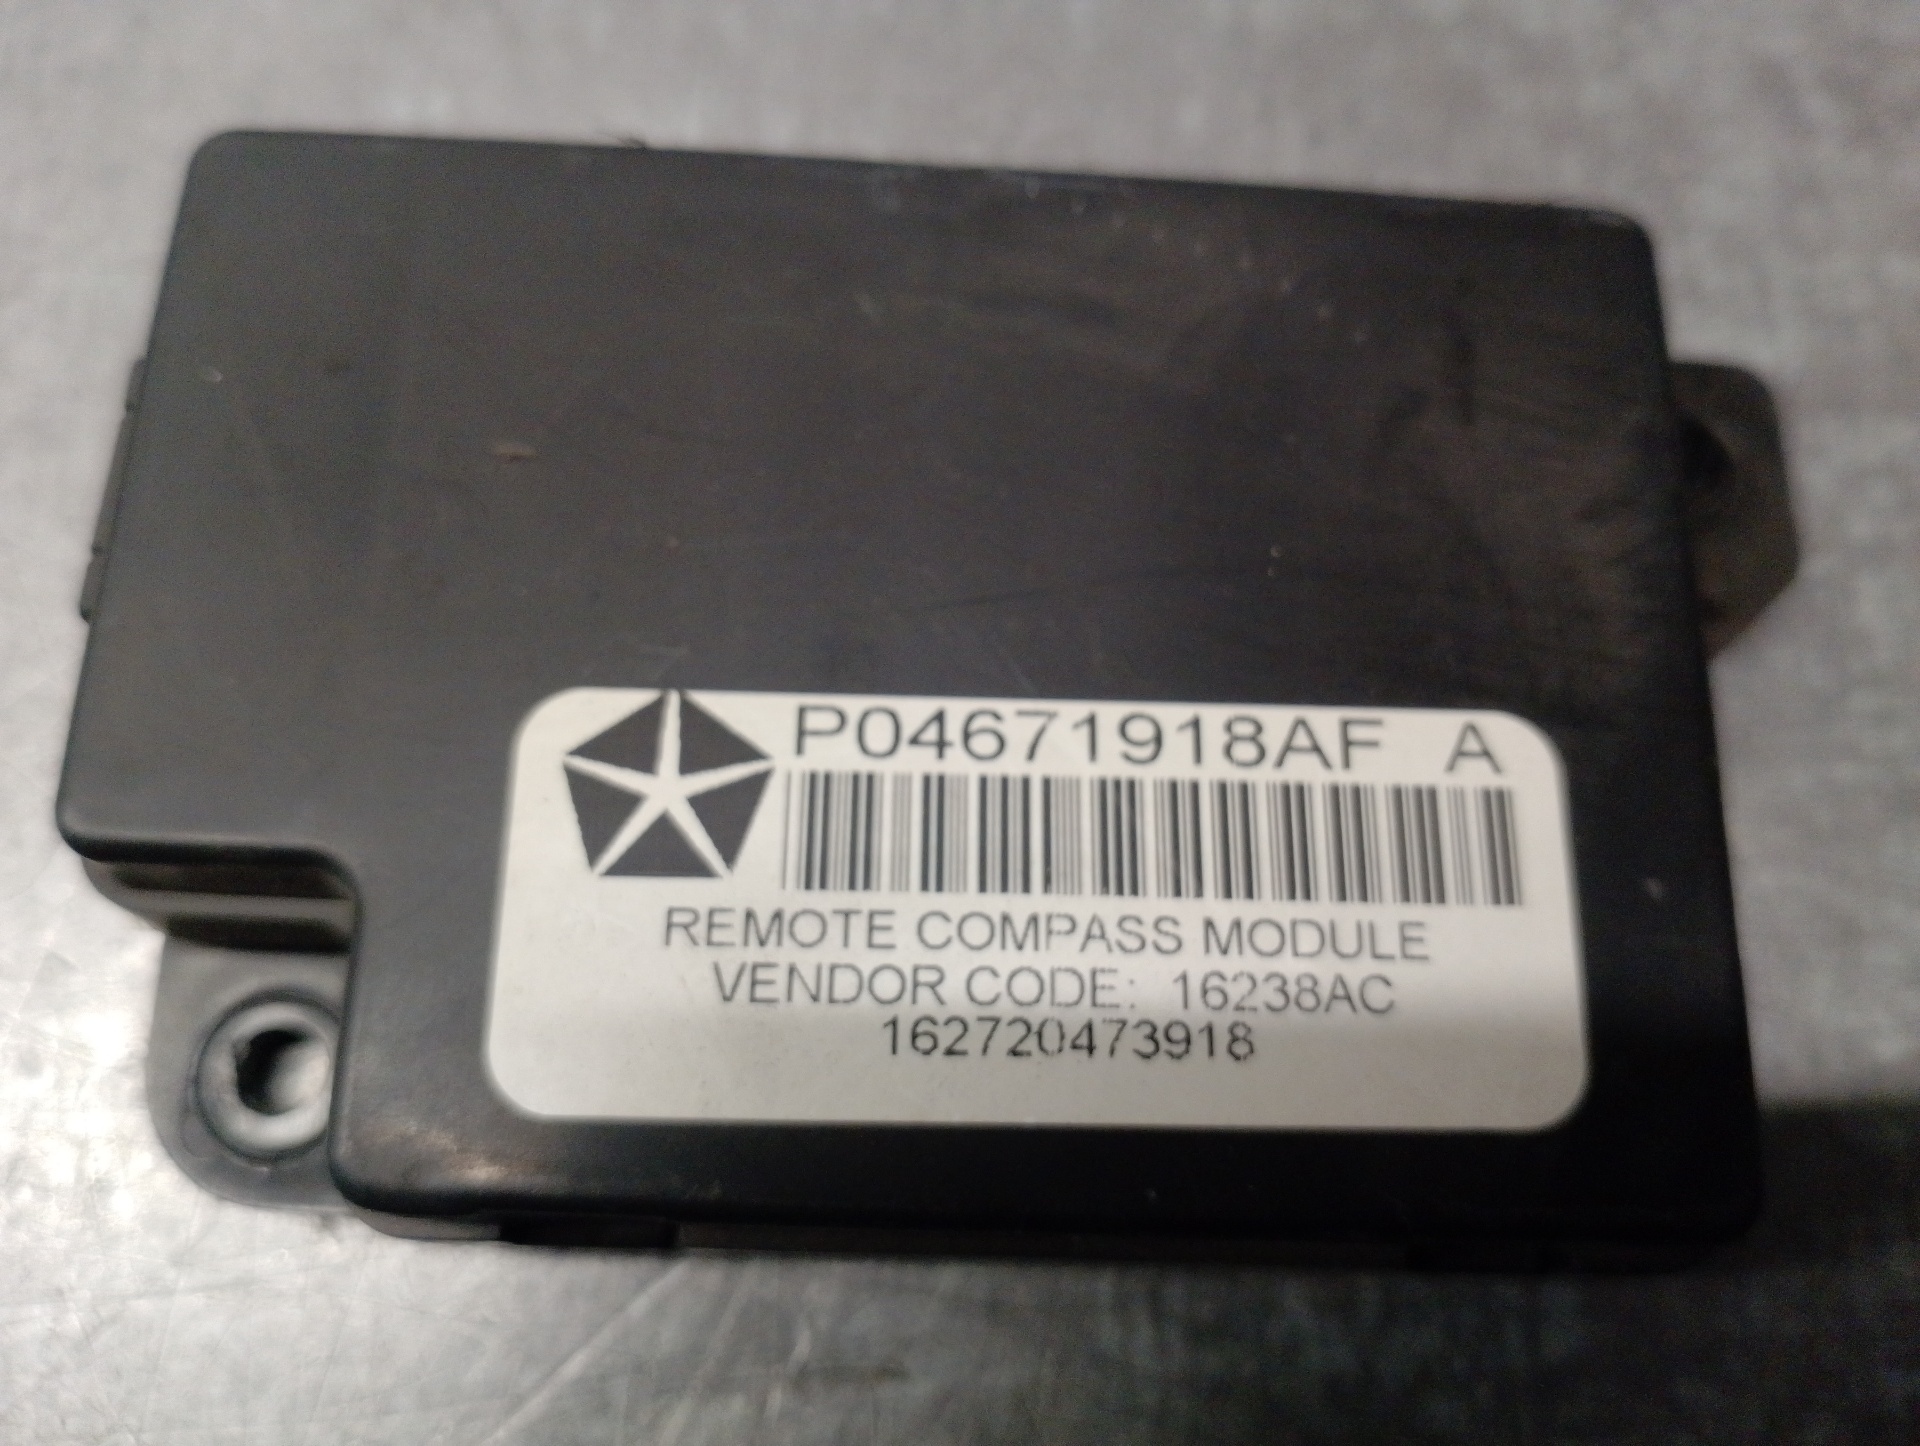 P04671918AF A
REMOTE COMPASS MODULE
VENDOR CODE: 16238AC
162720473918